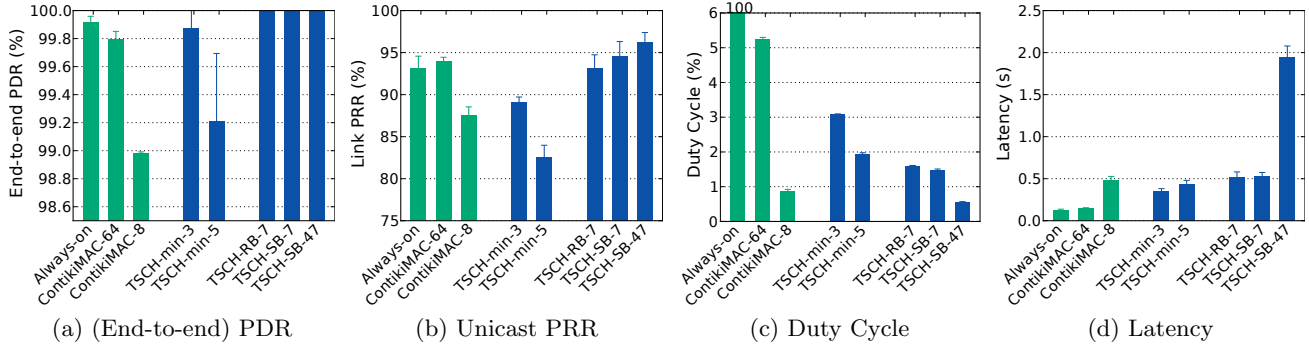 End-to-end PDR (%)
100.0
99.8
99.6
99.4
99.2
99.0
98.8
98.6
Always-on
ContikiMAC-64
ContikiMAC-8
TSCH-min-3
TSCH-min-5
TSCH-RB-7
TSCH-SB-7
TSCH-SB-47
(a) (End-to-end) PDR
Link PRR (%)
100
95
90
85
80
75
Always-on
ContikiMAC-64
ContikiMAC-8
TSCH-min-3
TSCH-min-5
TSCH-RB-7
TSCH-SB-7
TSCH-SB-47
(b) Unicast PRR
Duty Cycle (%)
100
6
5
4
3
2
1
0
Always-on
ContikiMAC-64
ContikiMAC-8
TSCH-min-3
TSCH-min-5
TSCH-RB-7
TSCH-SB-7
TSCH-SB-47
(c) Duty Cycle
Latency (s)
2.5
2.0
1.5
1.0
0.5
0.0
Always-on
ContikiMAC-64
ContikiMAC-8
TSCH-min-3
TSCH-min-5
TSCH-RB-7
TSCH-SB-7
TSCH-SB-47
(d) Latency